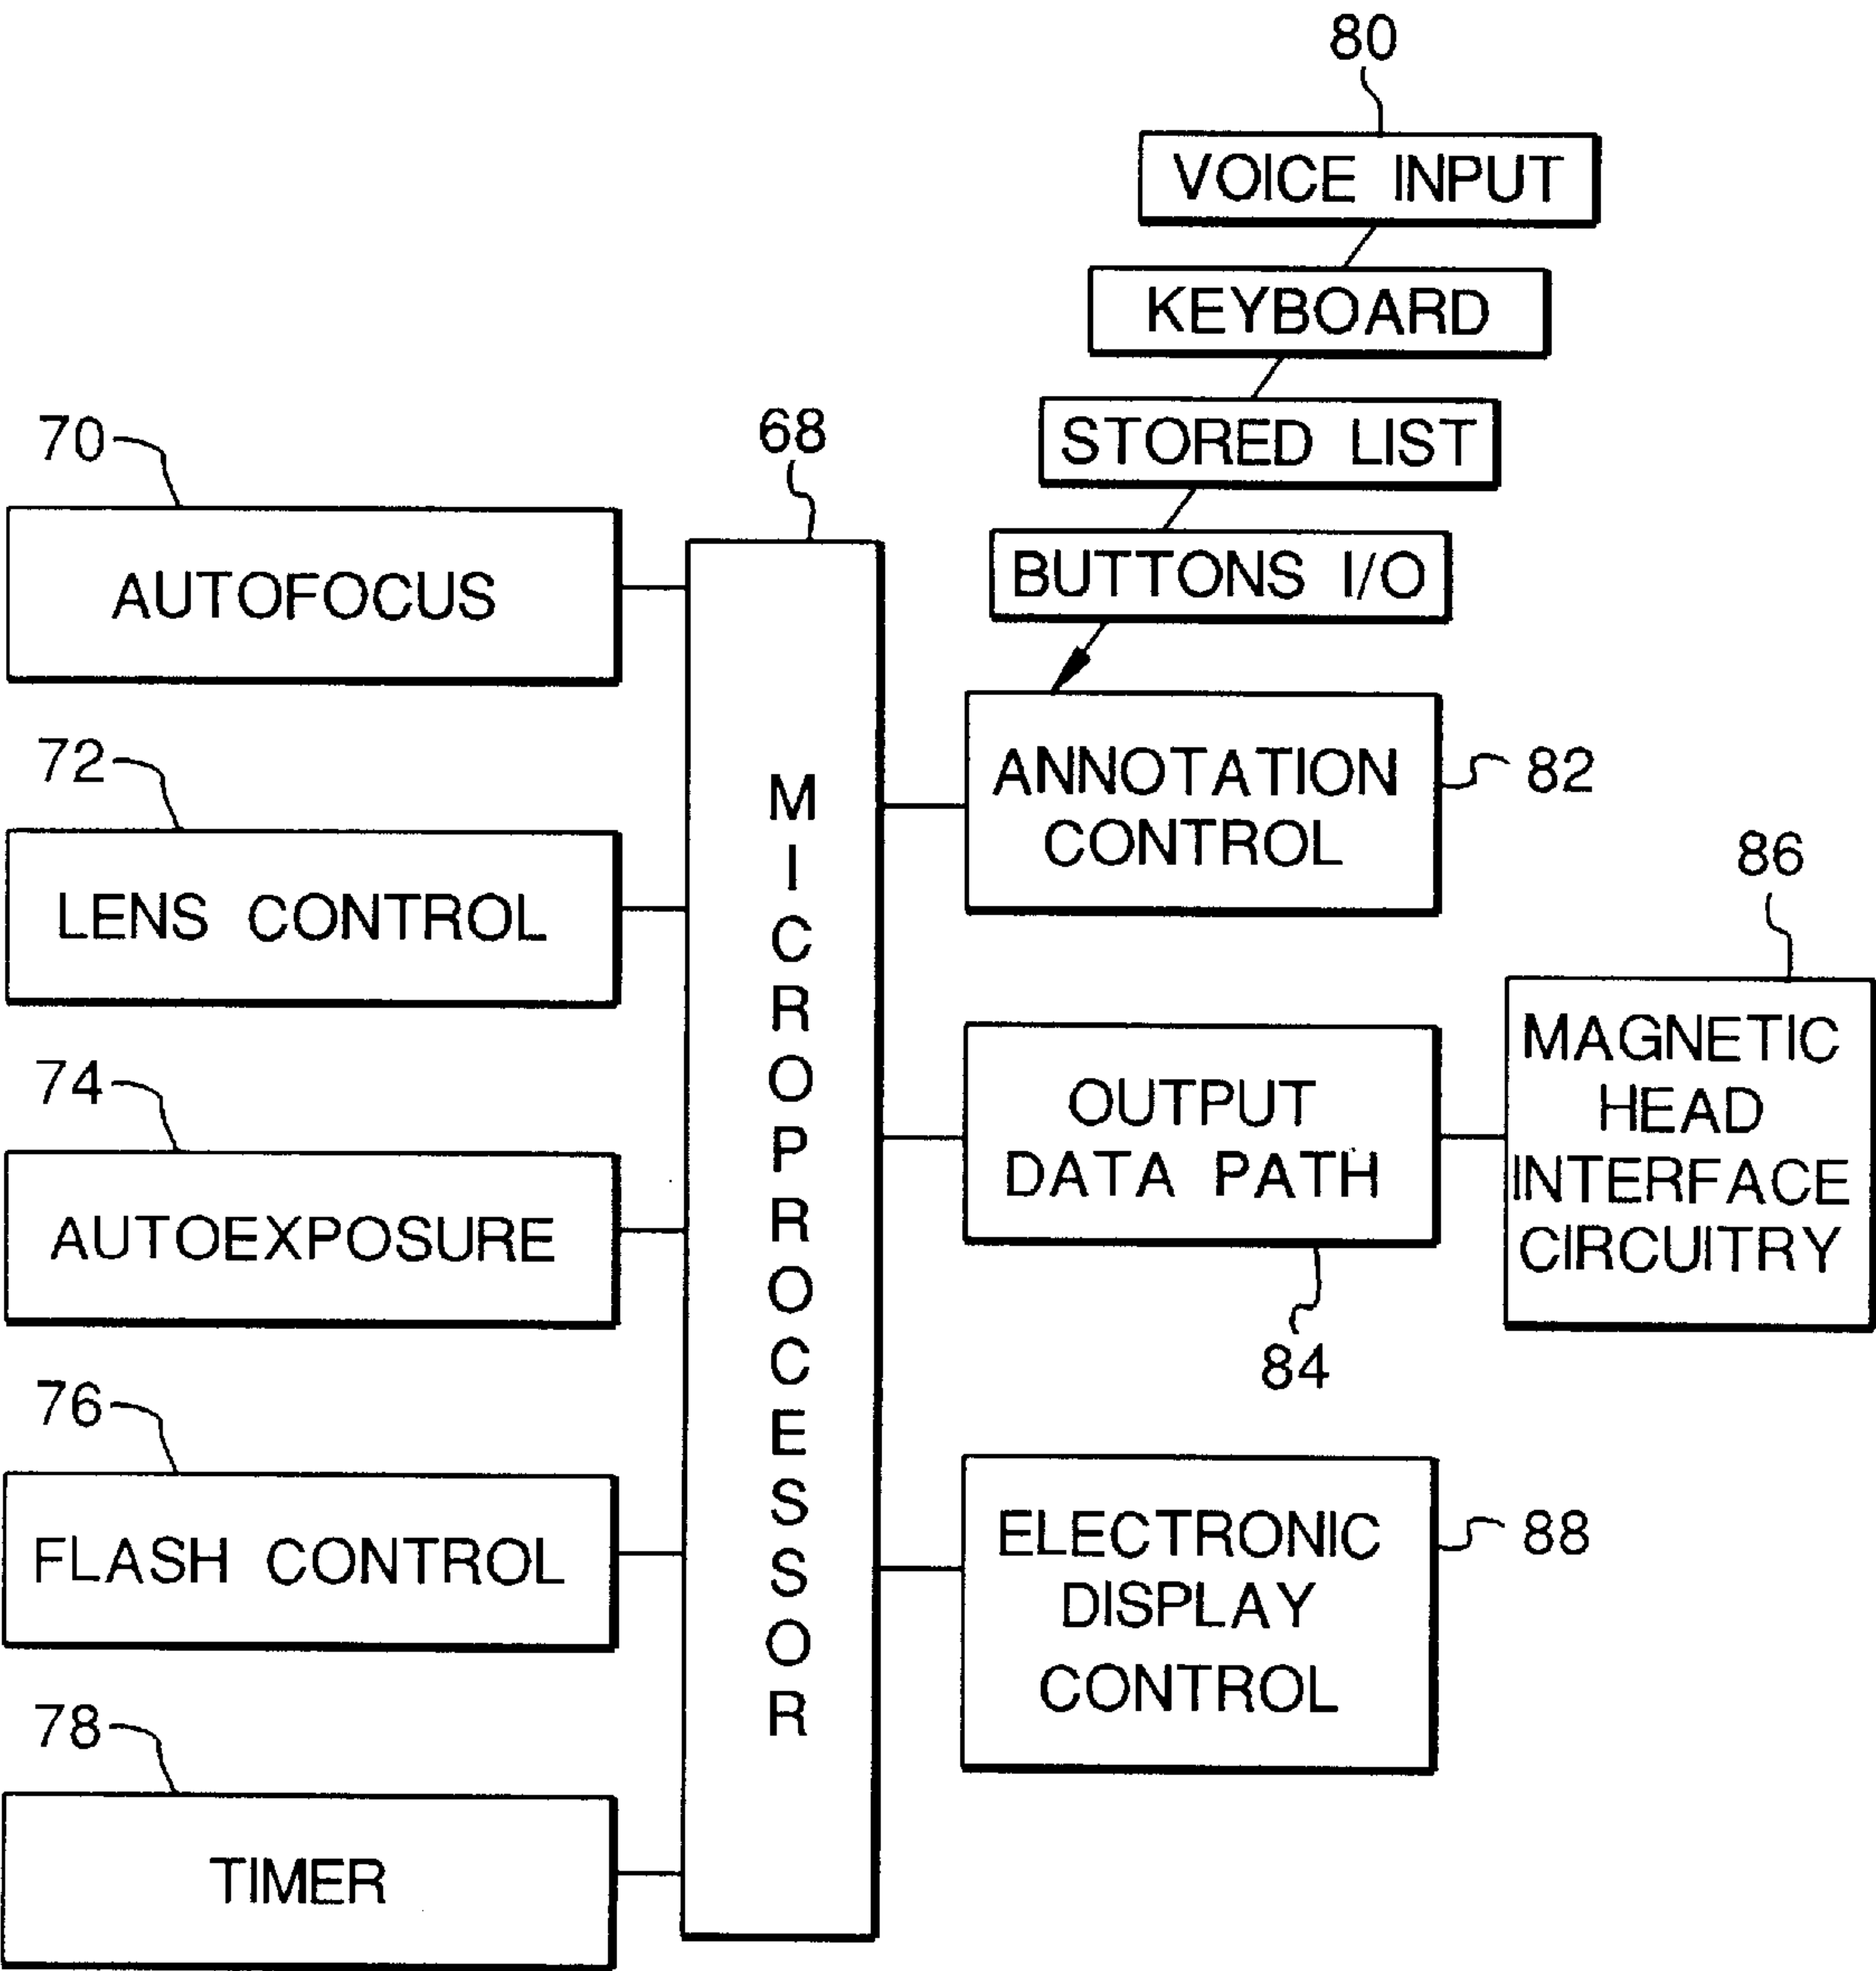 80
VOICE INPUT
KEYBOARD
STORED LIST
BUTTONS I/O
70
AUTOFOCUS
72
LENS CONTROL
74
AUTOEXPOSURE
76
FLASH CONTROL
78
TIMER
68
MICROPROCESSOR
ANNOTATION
CONTROL
82
OUTPUT
DATA PATH
84
86
MAGNETIC
HEAD
INTERFACE
CIRCUITRY
ELECTRONIC
DISPLAY
CONTROL
88